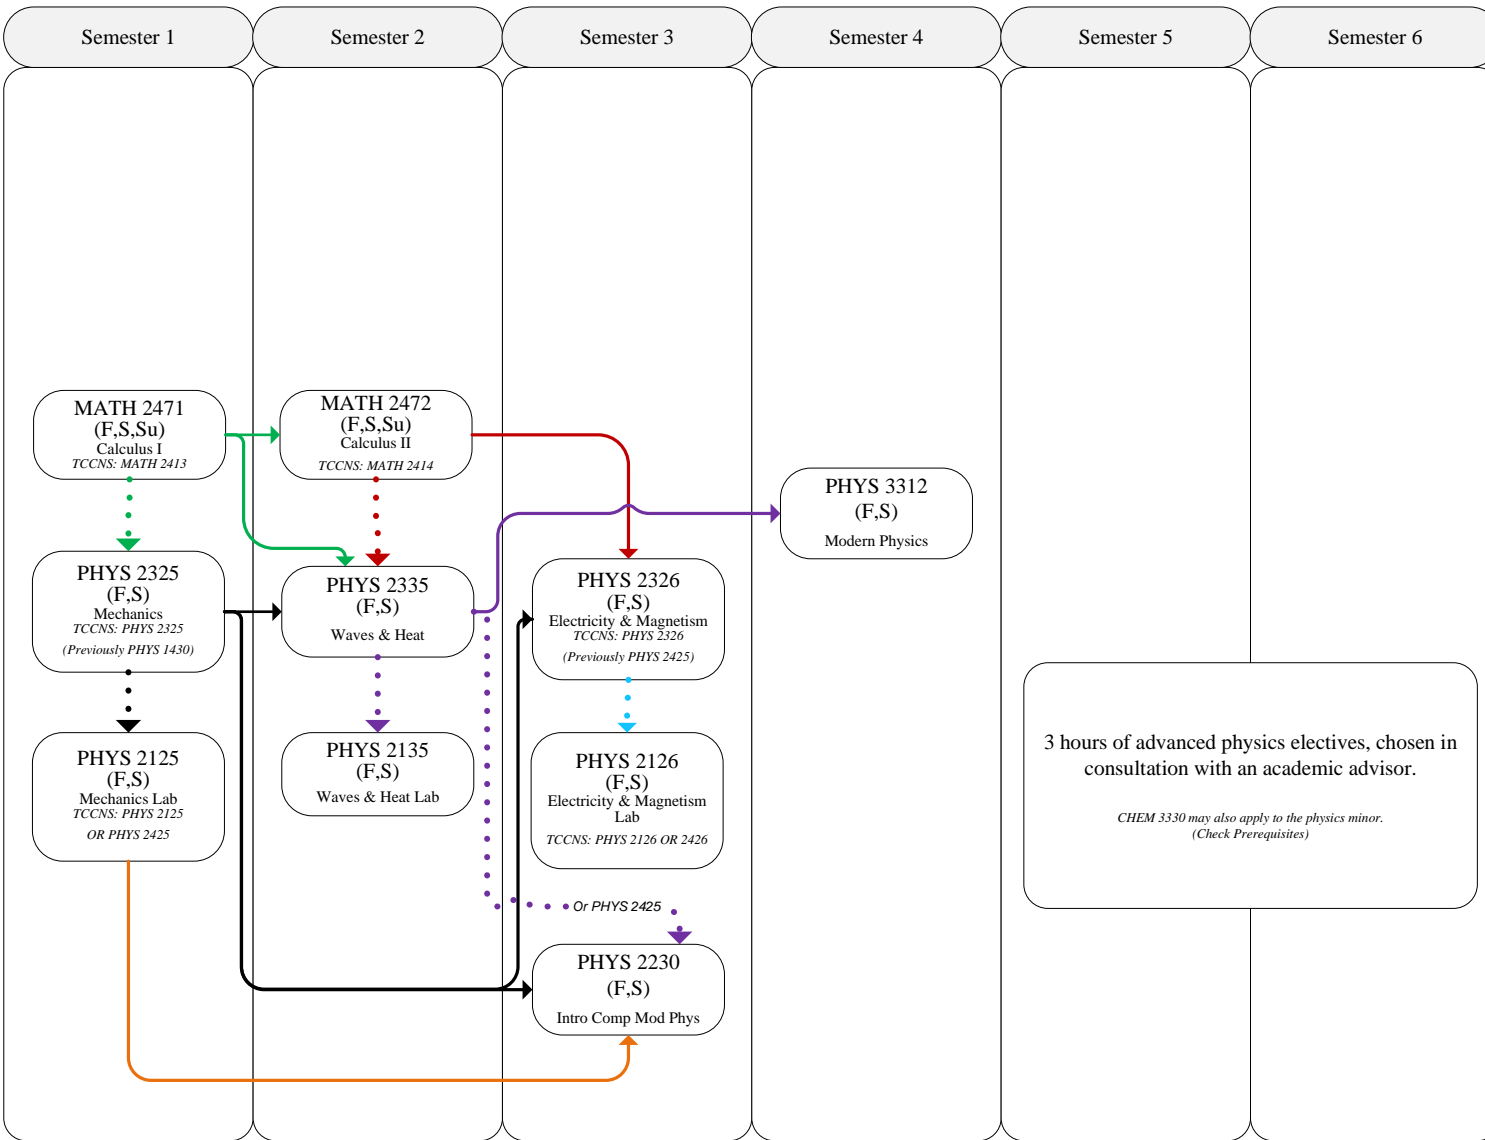 Semester 1
Semester 2
Semester 3
Semester 4
Semester 5
Semester 6
MATH 2471
(F,S,Su)
Calculus I
TCCNS: MATH 2413
PHYS 2325
(F,S)
Mechanics
TCCNS: PHYS 2325
(Previously PHYS 1430)
PHYS 2125
(F,S)
Mechanics Lab
TCCNS: PHYS 2125
OR PHYS 2425
MATH 2472
(F,S,Su)
Calculus II
TCCNS: MATH 2414
PHYS 2335
(F,S)
Waves & Heat
PHYS 2135
(F,S)
Waves & Heat Lab
PHYS 2326
(F,S)
Electricity & Magnetism
TCCNS: PHYS 2326
(Previously PHYS 2425)
PHYS 2126
(F,S)
Electricity & Magnetism
Lab
TCCNS: PHYS 2126 OR 2426
Or PHYS 2425
PHYS 2230
(F,S)
Intro Comp Mod Phys
PHYS 3312
(F,S)
Modern Physics
3 hours of advanced physics electives, chosen in
consultation with an academic advisor.
CHEM 3330 may also apply to the physics minor.
(Check Prerequisites)